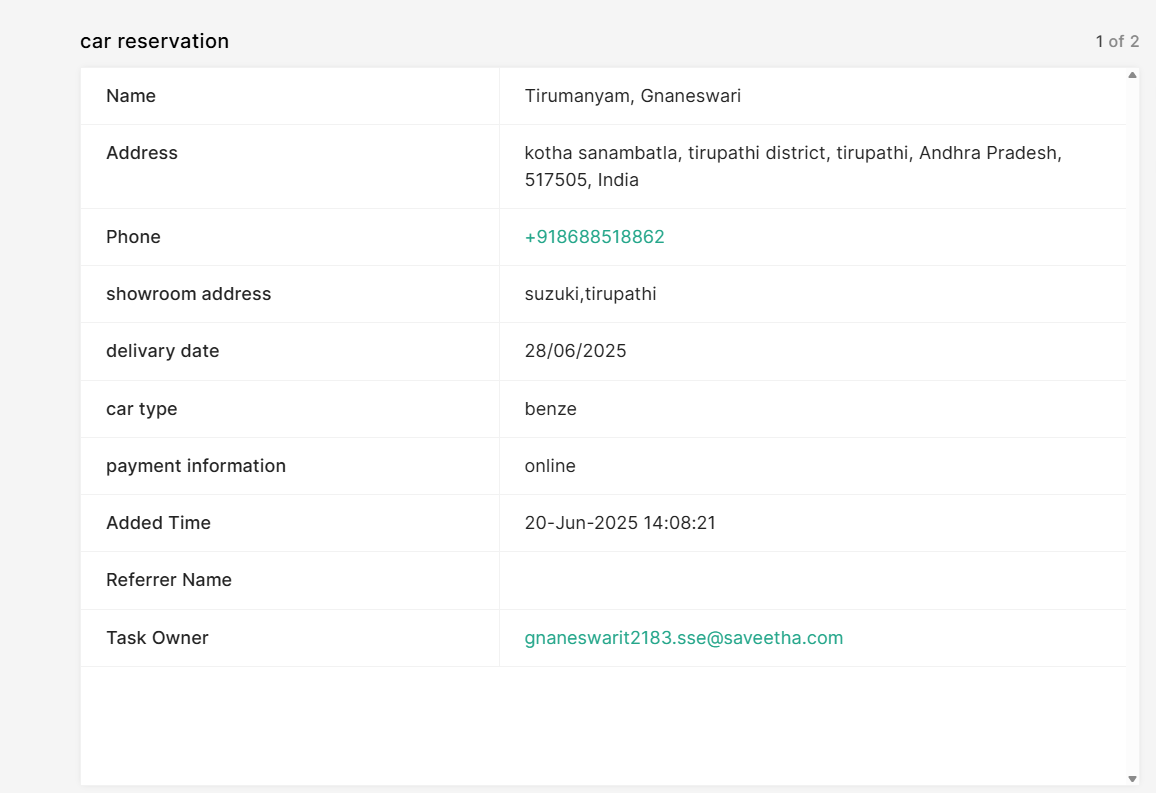 car reservation
1 of 2
Name
Tirumanyam, Gnaneswari
Address
kotha sanambatla, tirupathi district, tirupathi, Andhra Pradesh,
517505, India
Phone
+918688518862
showroom address
suzuki,tirupathi
delivary date
28/06/2025
car type
benze
payment information
online
Added Time
20-Jun-2025 14:08:21
Referrer Name
Task Owner
gnaneswarit2183.sse@saveetha.com